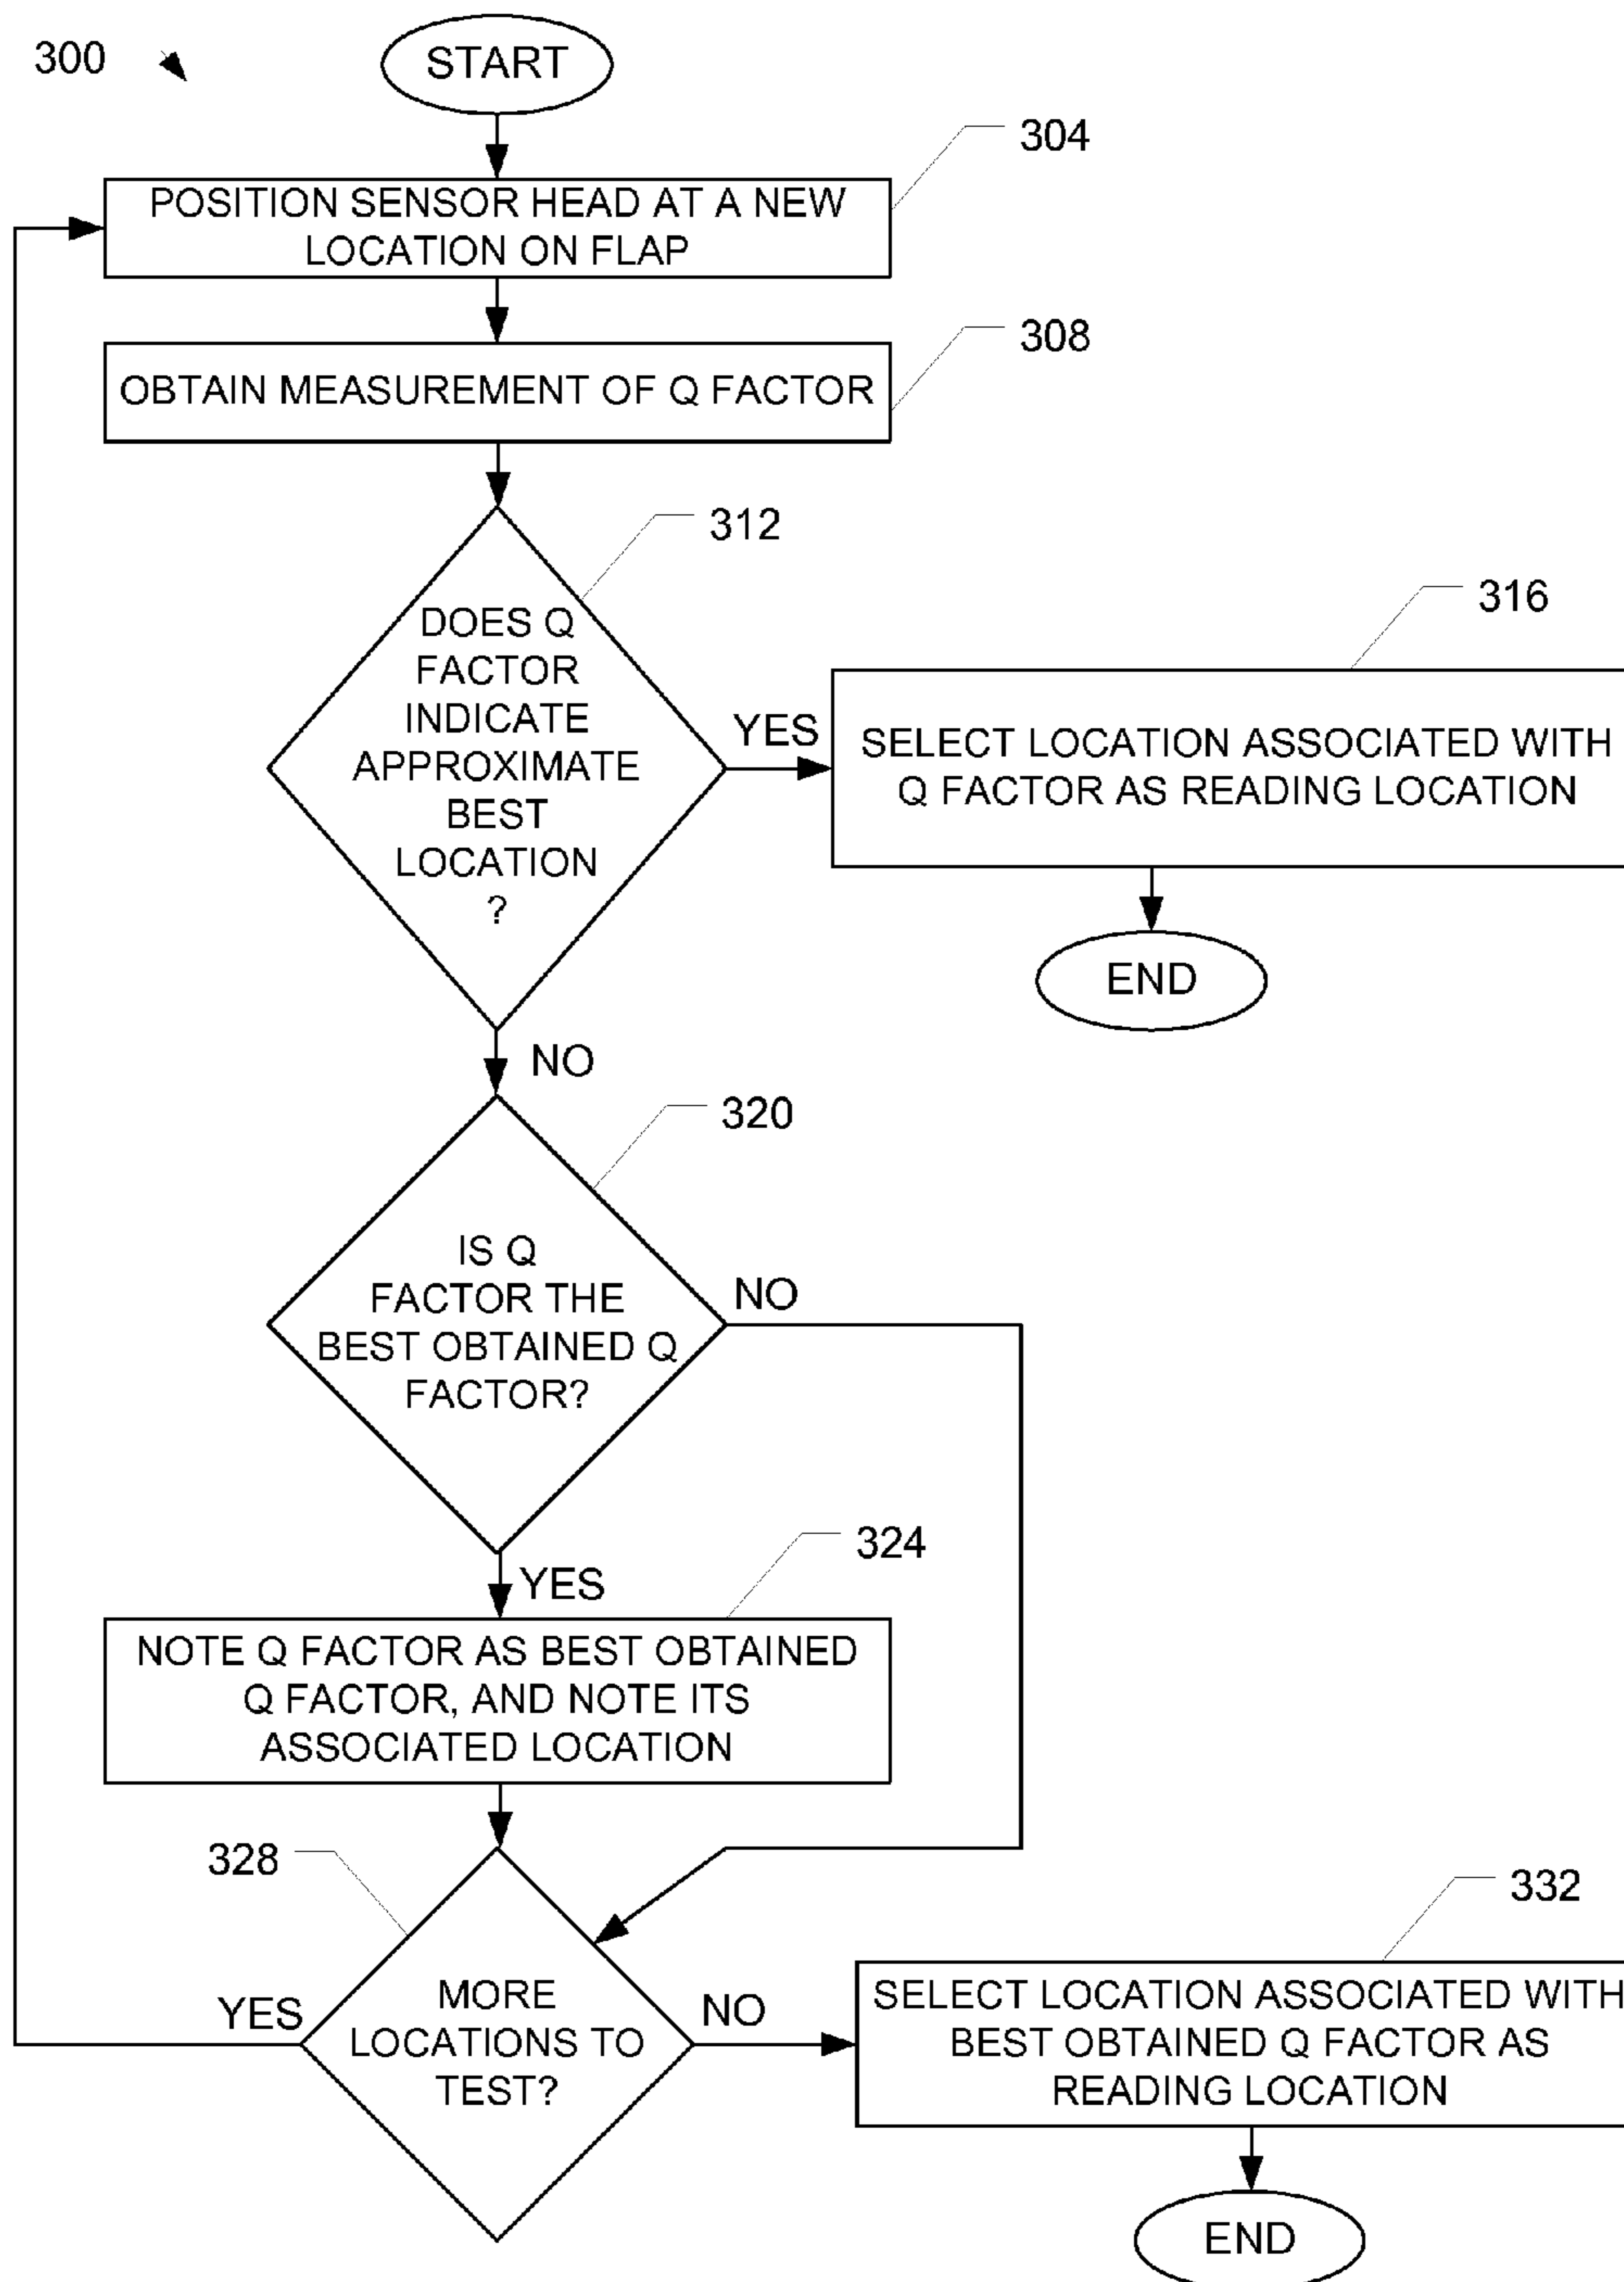 300
START
304
POSITION SENSOR HEAD AT A NEW
LOCATION ON FLAP
308
OBTAIN MEASUREMENT OF Q FACTOR
312
DOES Q
FACTOR
INDICATE
APPROXIMATE
BEST
LOCATION
?
YES
316
SELECT LOCATION ASSOCIATED WITH
Q FACTOR AS READING LOCATION
END
NO
320
IS Q
FACTOR THE
BEST OBTAINED Q
FACTOR?
NO
YES
324
NOTE Q FACTOR AS BEST OBTAINED
Q FACTOR, AND NOTE ITS
ASSOCIATED LOCATION
328
MORE
LOCATIONS TO
TEST?
YES
NO
332
SELECT LOCATION ASSOCIATED WITH
BEST OBTAINED Q FACTOR AS
READING LOCATION
END